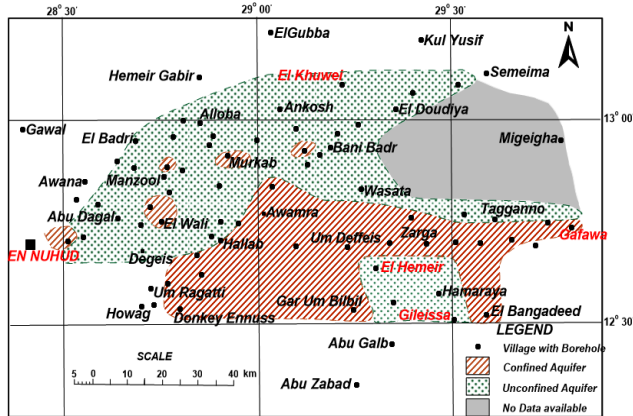 28° 30' 29° 00' 29° 30'
ElGubba
Kul Yusif
N
Hemeir Gabir
El Khuwei
Semeima
Ankosh
El Doudiya
Gawal
Alloba
13° 00'
El Badri
Migeigha
Bani Badr
Murkab
Awana
Manzool
Wasata
Abu Dagal
El Wali
Awamra
Taganno
Zarga
Gafawa
Um Deffeis
EN NUHUD
Hallab
Degeis
El Hemeir
Um Ragatti
Hamaraya
Gar Um Bilbil
Howag
Donkey Ennuss
Gileissa
El Bangadeed
12° 30'
LEGEND
Abu Galb
Village with Borehole
SCALE
Confined Aquifer
5 0 10 20 30 40 km
Abu Zabad
Unconfined Aquifer
No Data available